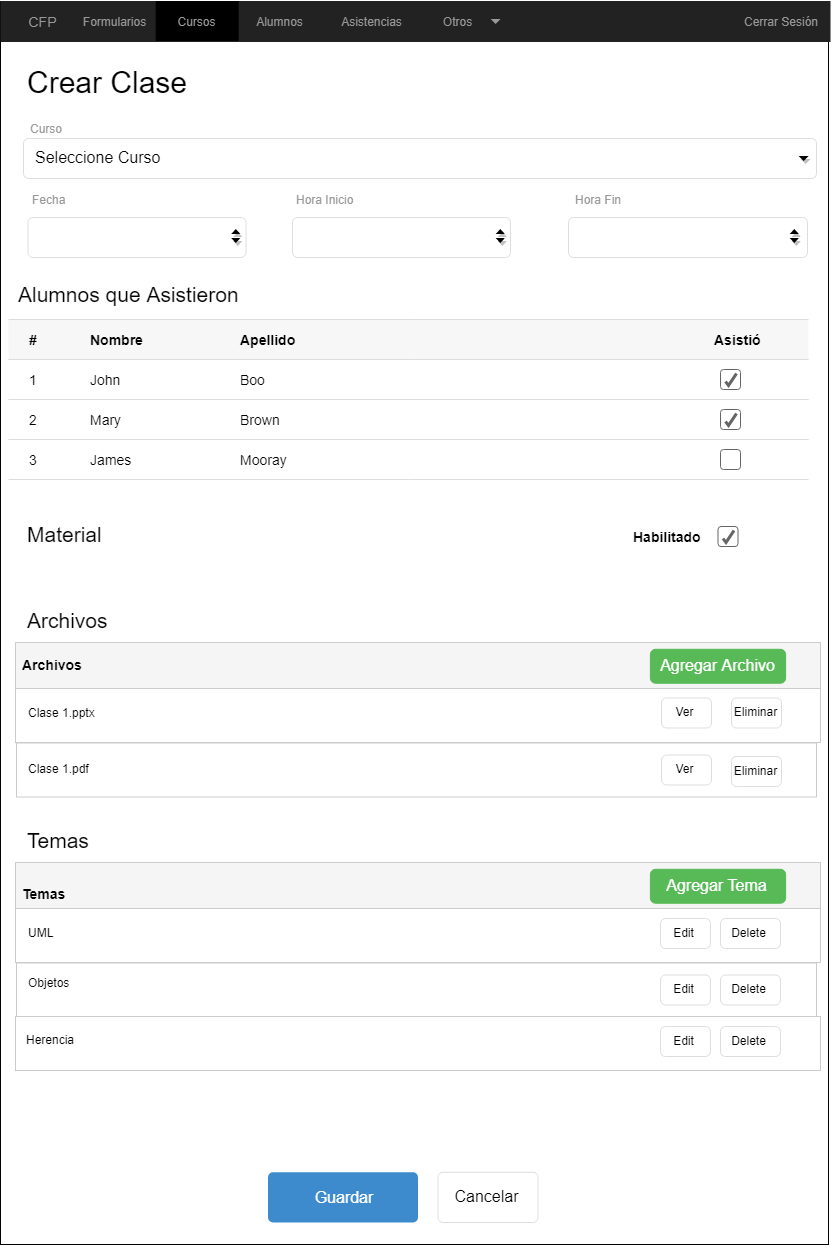 CFP Formularios Cursos Alumnos Asistencias Otros Cerrar Sesión
Crear Clase
Curso
Seleccione Curso
Fecha Hora Inicio Hora Fin
Alumnos que Asistieron
# Nombre Apellido Asistió
1 John Boo
2 Mary Brown
3 James Mooray
Material Habilitado
Archivos
Archivos Agregar Archivo
Clase 1.pptx Ver Eliminar
Clase 1.pdf Ver Eliminar
Temas
Temas Agregar Tema
UML Edit Delete
Objetos Edit Delete
Herencia Edit Delete
Guardar Cancelar